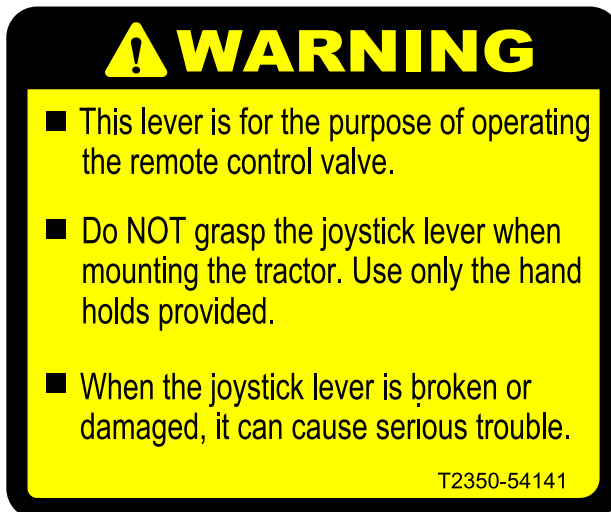 WARNING
■ This lever is for the purpose of operating
the remote control valve.
■ Do NOT grasp the joystick lever when
mounting the tractor. Use only the hand
holds provided.
■ When the joystick lever is broken or
damaged, it can cause serious trouble.
T2350-54141